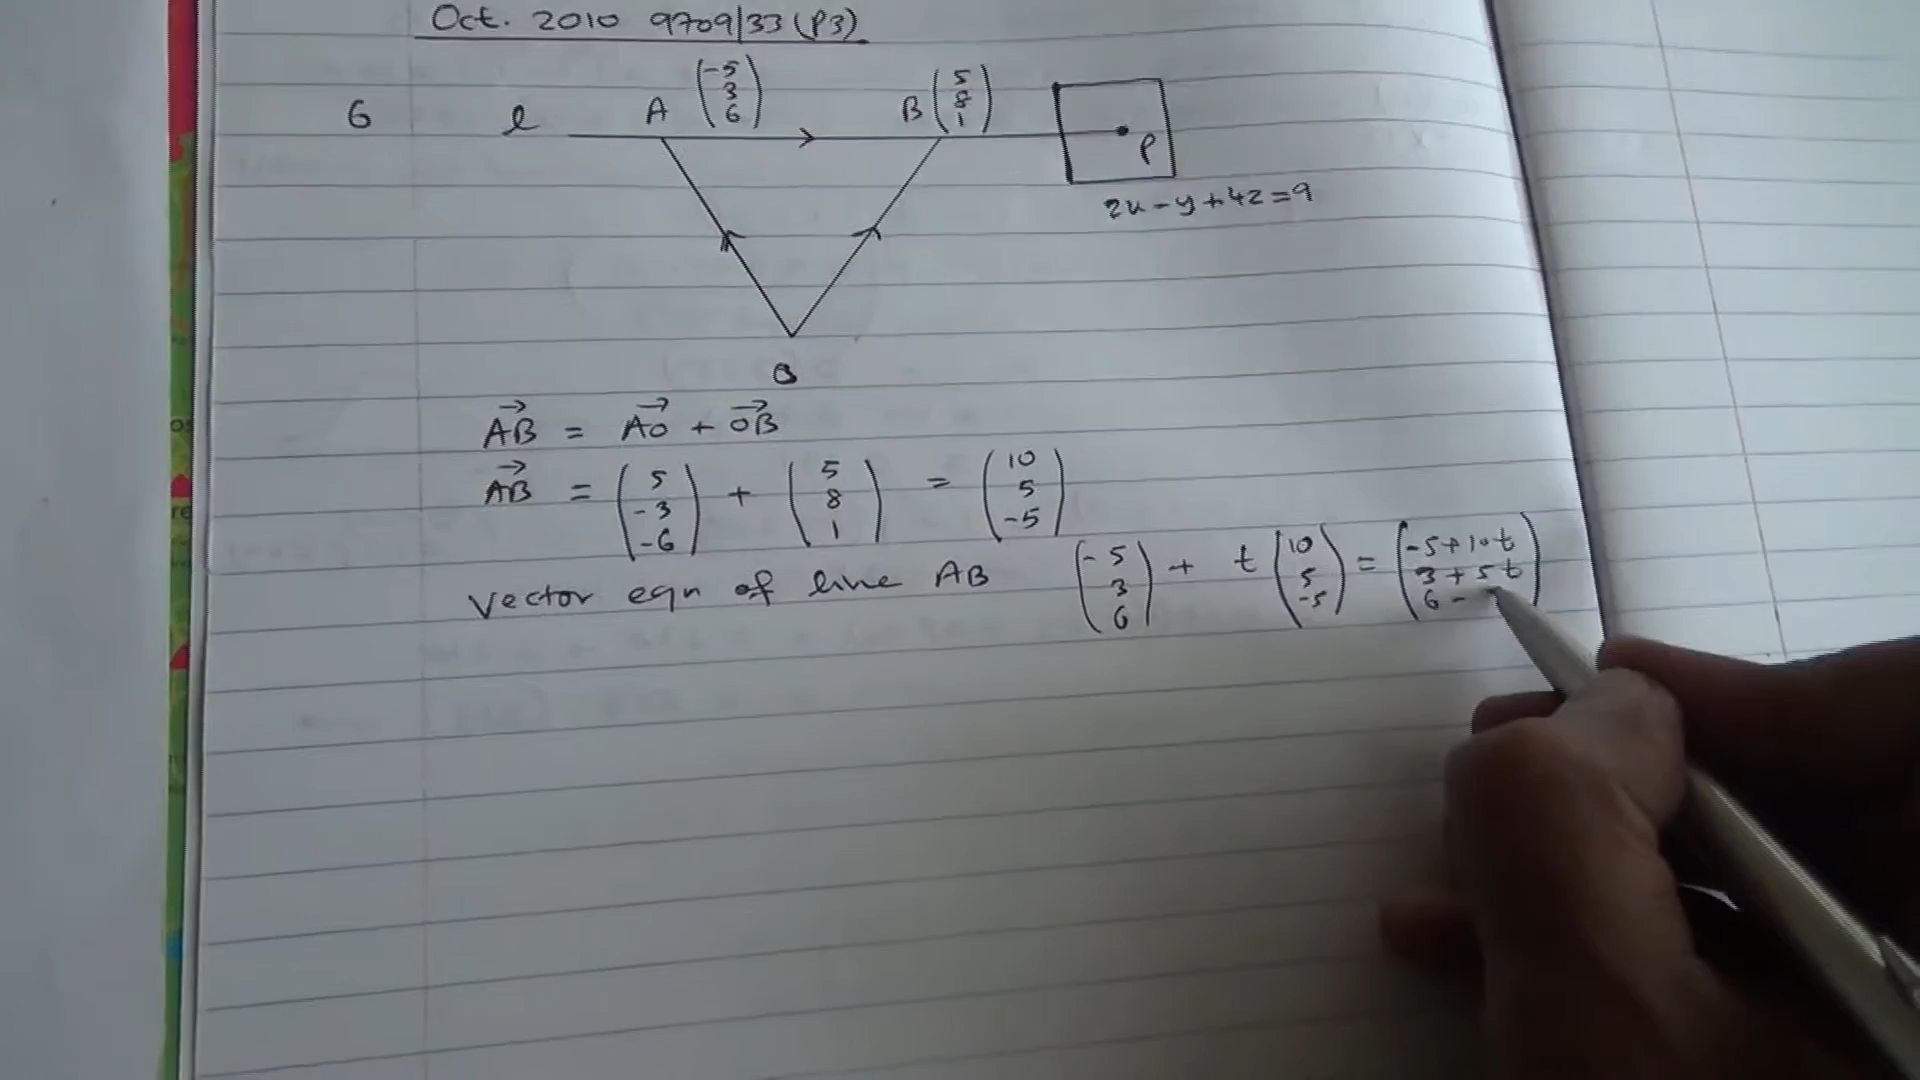 Oct. 2010 9709/33 (P3)
6 l A (-5 3 6) B (5 8 1)
P
2x - y + 4z = 9
O
AB = AO + OB
AB = (5 -3 -6) + (5 8 1) = (10 5 -5)
Vector eqn of line AB (-5 3 6) + t (10 5 -5) = (-5+10t 3+5t 6-